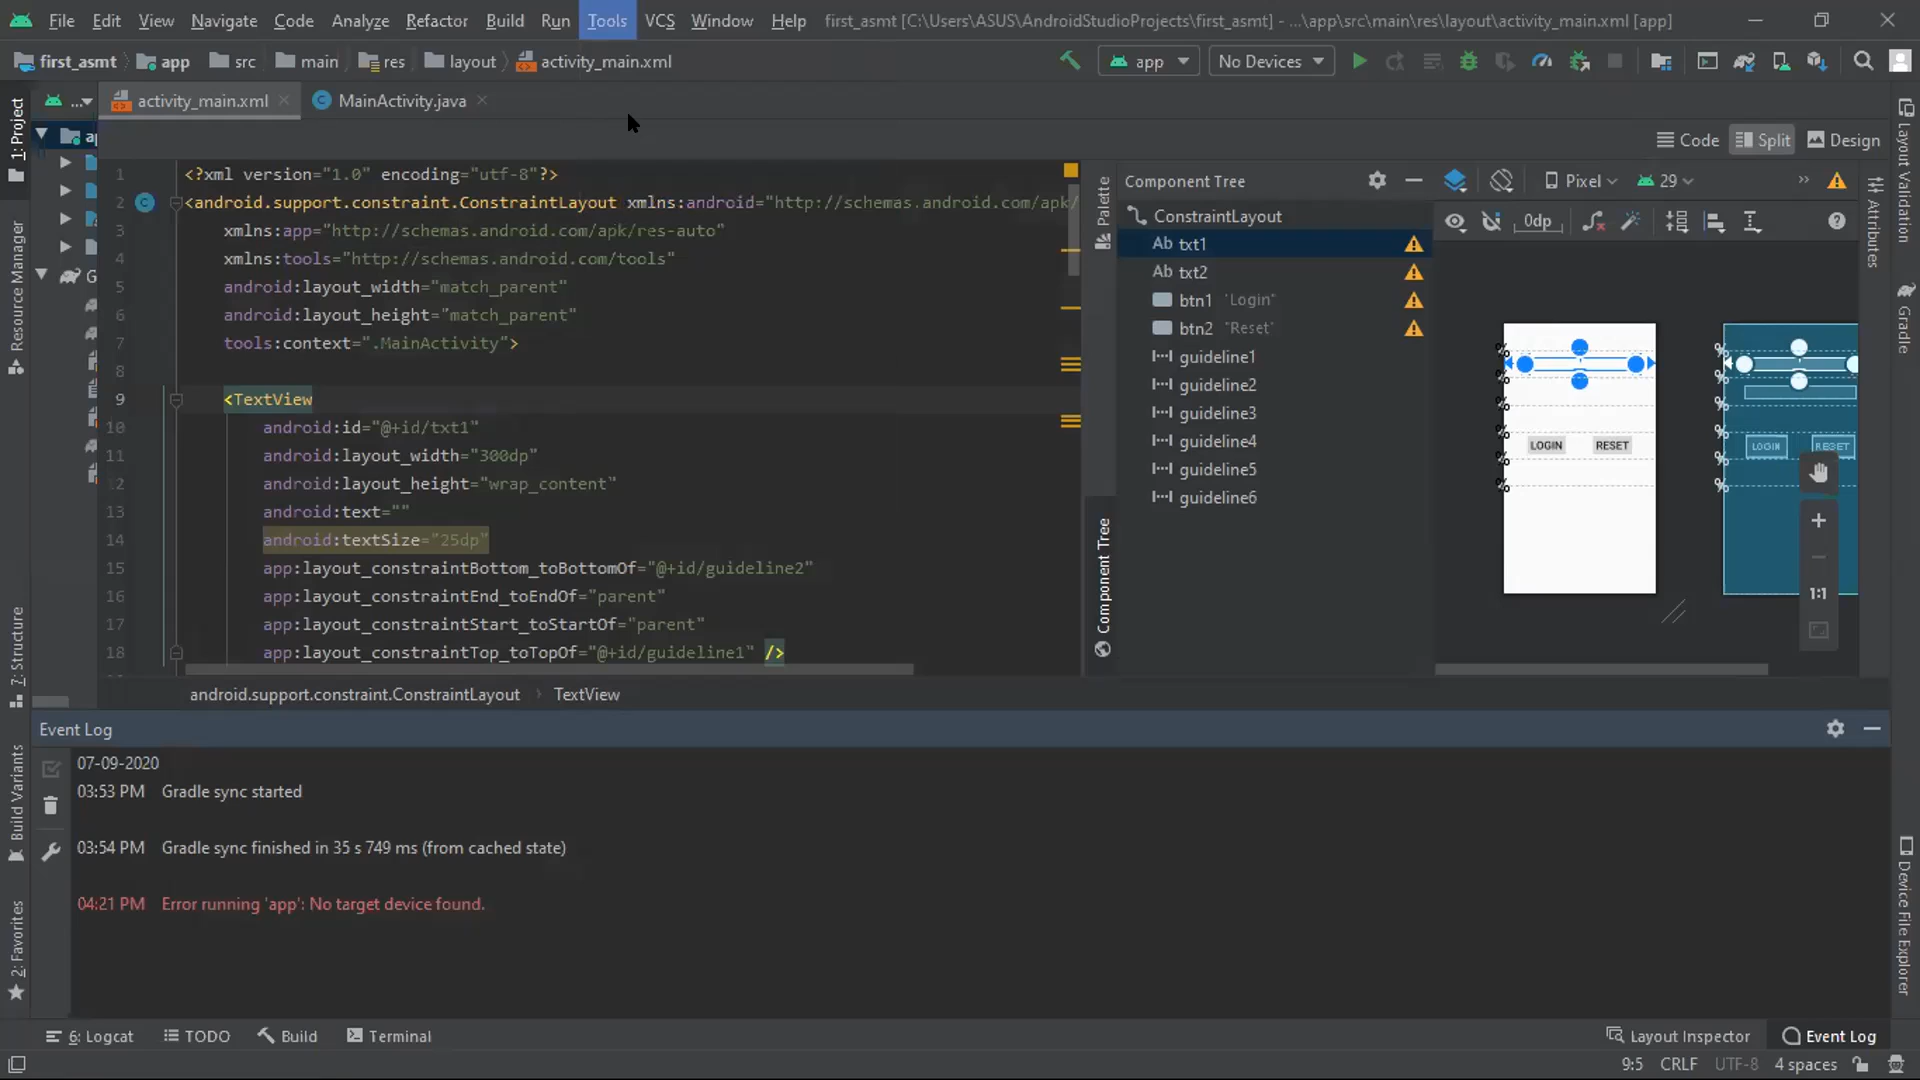 File Edit View Navigate Code Analyze Refactor Build Run Tools VCS Window Help first_asmt [C:\Users\ASUS\AndroidStudioProjects\first_asmt] - ...\app\src\main\res\layout\activity_main.xml [app]
first_asmt app src main res layout activity_main.xml app No Devices
... activity_main.xml MainActivity.java
Code Split Design
1: Project
Resource Manager
7: Structure
Build Variants
2: Favorites
ap
G
1 <?xml version="1.0" encoding="utf-8"?>
2 <android.support.constraint.ConstraintLayout xmlns:android="http://schemas.android.com/apk/
3 xmlns:app="http://schemas.android.com/apk/res-auto"
4 xmlns:tools="http://schemas.android.com/tools"
5 android:layout_width="match_parent"
6 android:layout_height="match_parent"
7 tools:context=".MainActivity">
8
9 <TextView
10 android:id="@+id/txt1"
11 android:layout_width="300dp"
12 android:layout_height="wrap_content"
13 android:text=""
14 android:textSize="25dp"
15 app:layout_constraintBottom_toBottomOf="@+id/guideline2"
16 app:layout_constraintEnd_toEndOf="parent"
17 app:layout_constraintStart_toStartOf="parent"
18 app:layout_constraintTop_toTopOf="@+id/guideline1" />
android.support.constraint.ConstraintLayout TextView
Palette
Component Tree
Component Tree
ConstraintLayout
Ab txt1
Ab txt2
btn1 "Login"
btn2 "Reset"
guideline1
guideline2
guideline3
guideline4
guideline5
guideline6
Pixel 29
0dp
LOGIN RESET
LOGIN RESET
1:1
Attributes
Layout Validation
Gradle
Device File Explorer
Event Log
07-09-2020
03:53 PM Gradle sync started
03:54 PM Gradle sync finished in 35 s 749 ms (from cached state)
04:21 PM Error running 'app': No target device found.
6: Logcat TODO Build Terminal Layout Inspector Event Log
9:5 CRLF UTF-8 4 spaces